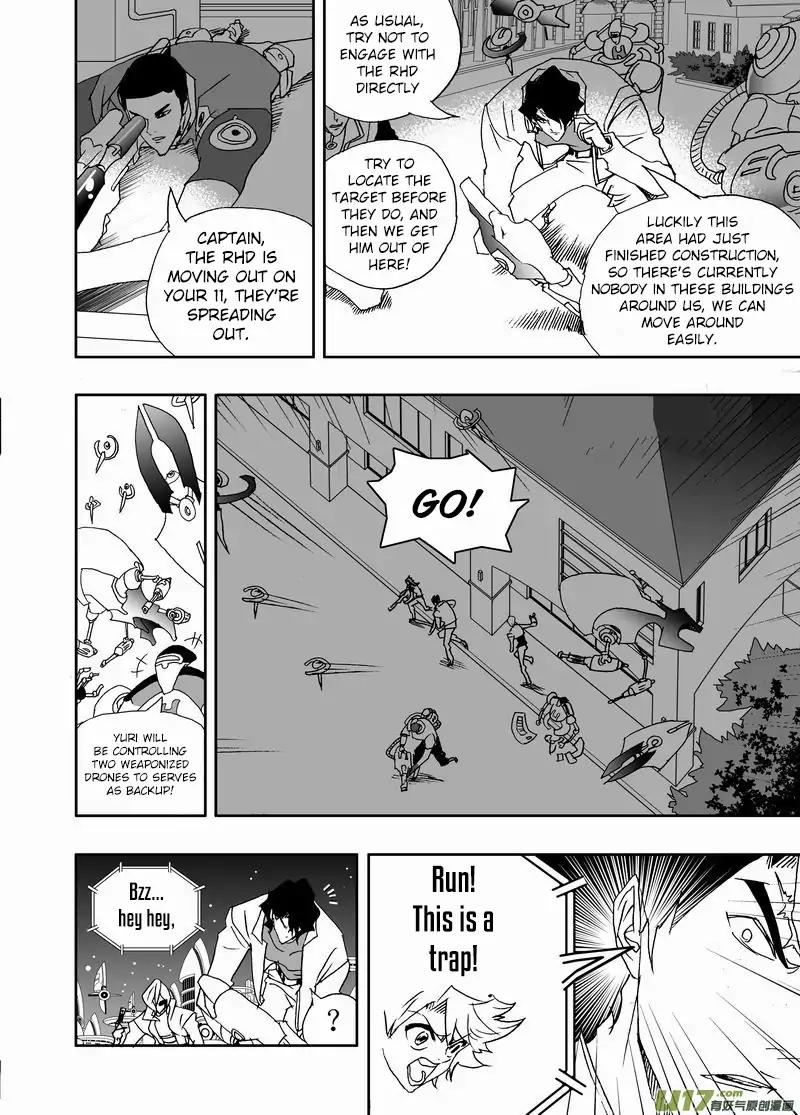 CAPTAIN,
THE RHD IS
MOVING OUT ON
YOUR 11, THEY'RE
SPREADING
OUT.
AS USUAL,
TRY NOT TO
ENGAGE WITH
THE RHD
DIRECTLY
TRY TO
LOCATE THE
TARGET BEFORE
THEY DO, AND
THEN WE GET
HIM OUT OF
HERE!
LUCKILY THIS
AREA HAD JUST
FINISHED CONSTRUCTION,
SO THERE'S CURRENTLY
NOBODY IN THESE BUILDINGS
AROUND US, WE CAN
MOVE AROUND
EASILY.
YURI WILL
BE CONTROLLING
TWO WEAPONIZED
DRONES TO SERVES
AS BACKUP!
GO!
Bzz...
hey hey,
?
Run!
This is a
trap!
U17.com
有妖气原创漫画